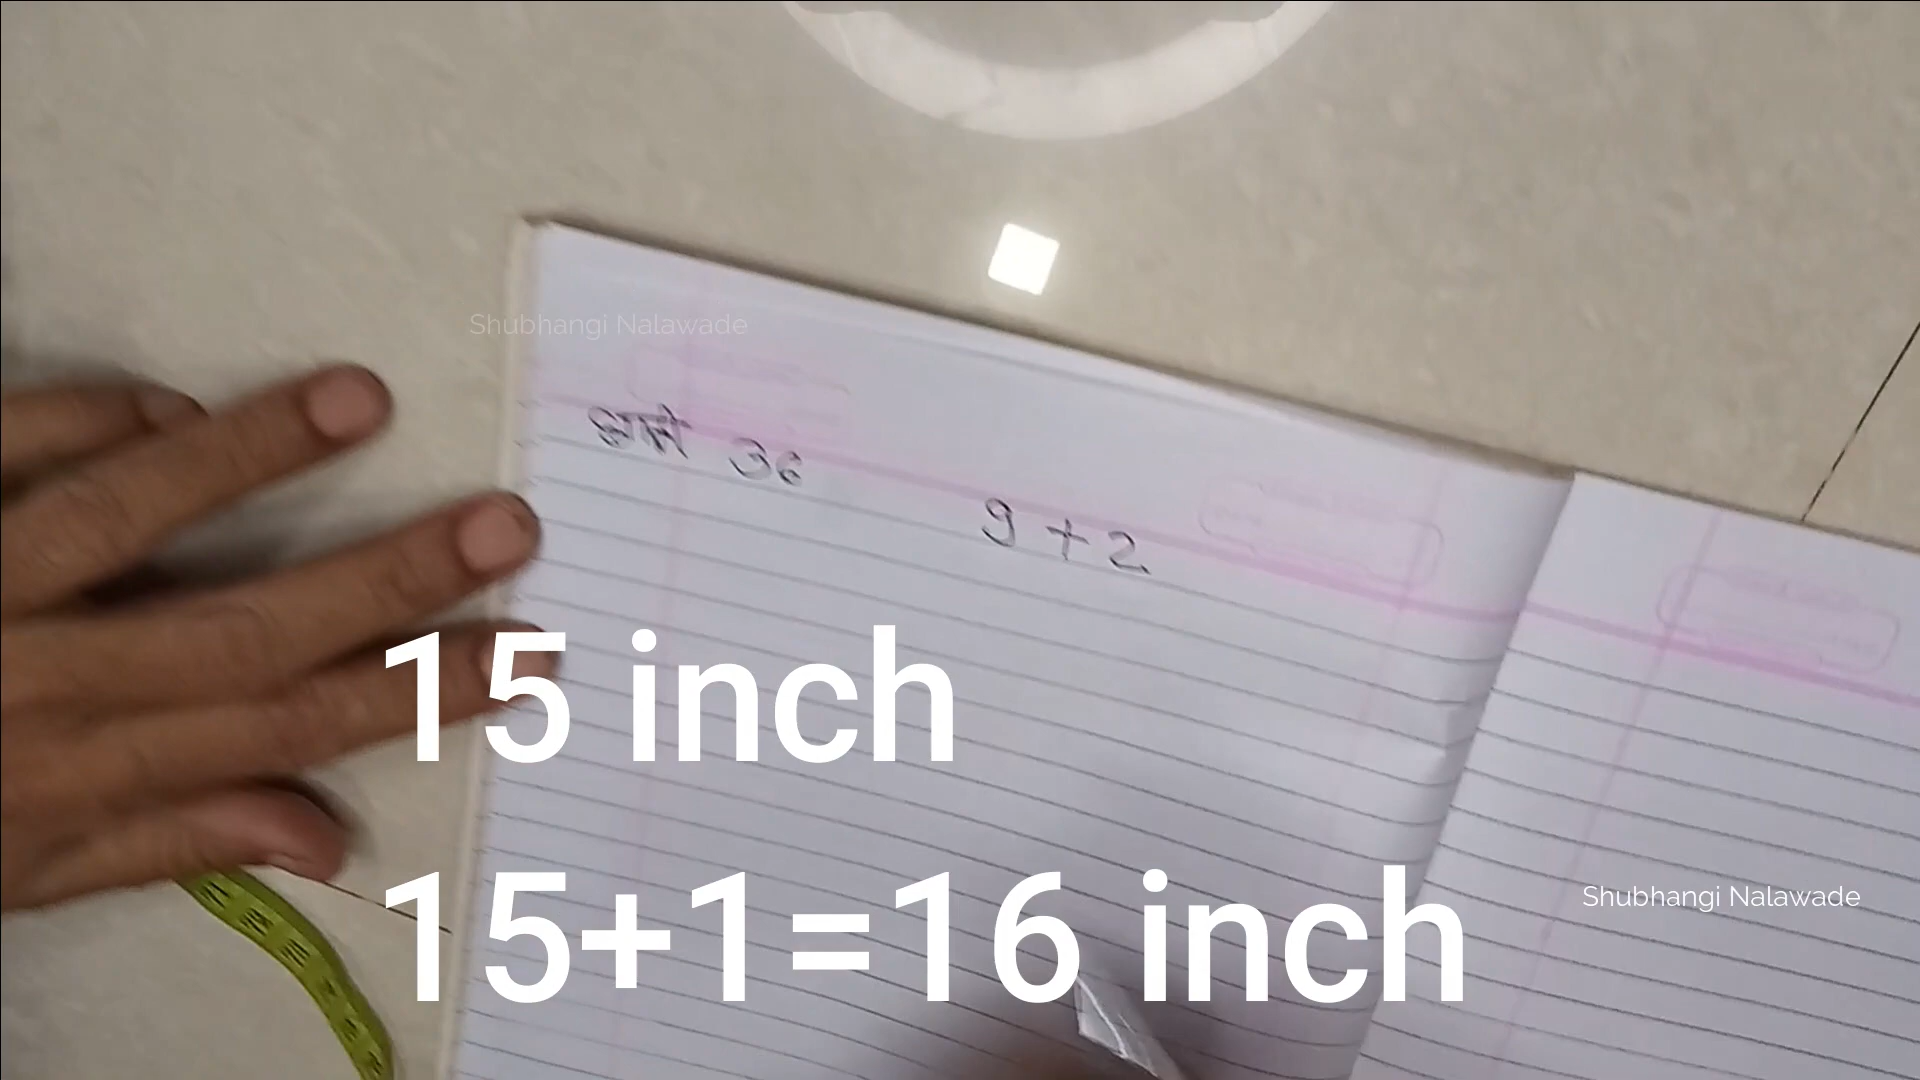 Shubhangi Nalawade
छाती 36
9 + 2
15 inch
15+1=16 inch
Shubhangi Nalawade